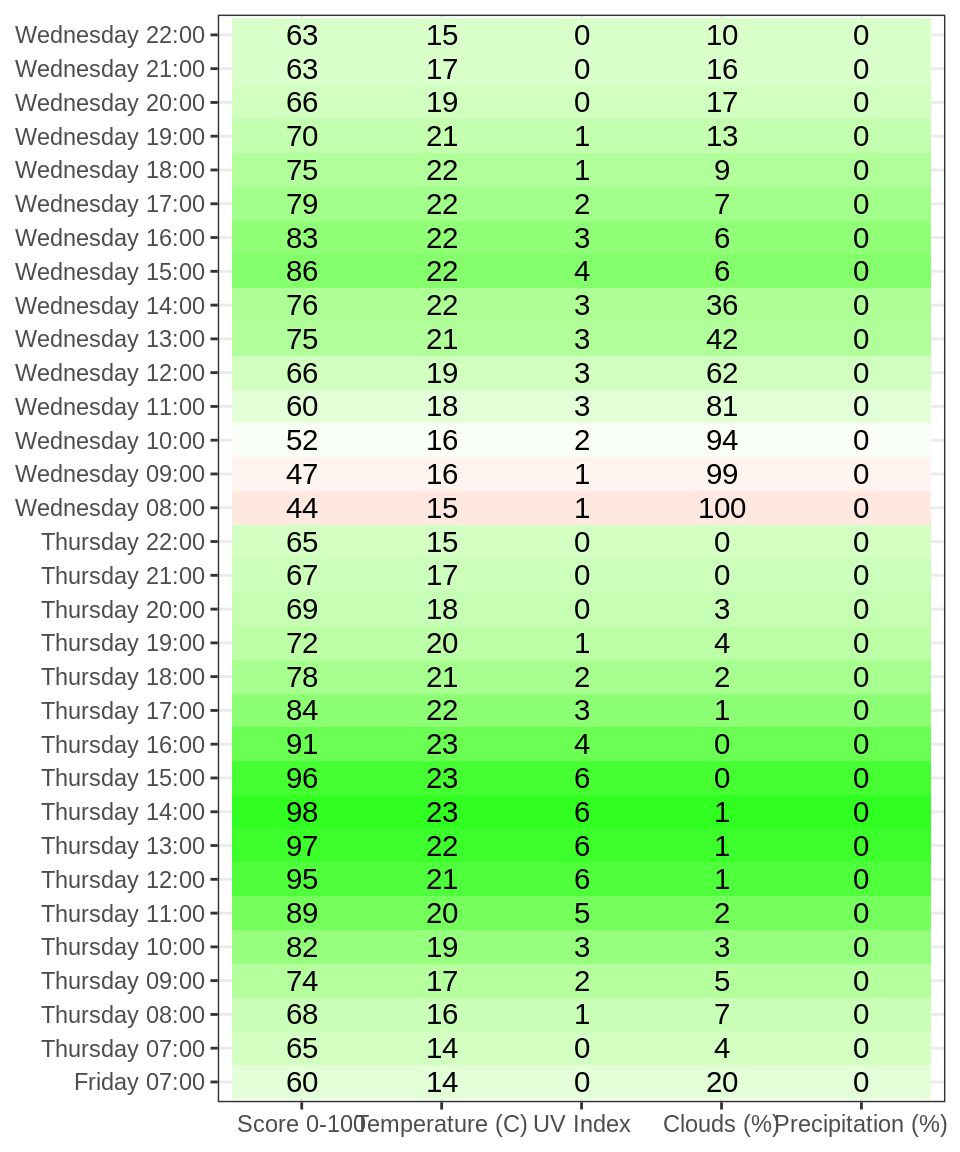 Wednesday 22:00 63 15 0 10 0
Wednesday 21:00 63 17 0 16 0
Wednesday 20:00 66 19 0 17 0
Wednesday 19:00 70 21 1 13 0
Wednesday 18:00 75 22 1 9 0
Wednesday 17:00 79 22 2 7 0
Wednesday 16:00 83 22 3 6 0
Wednesday 15:00 86 22 4 6 0
Wednesday 14:00 76 22 3 36 0
Wednesday 13:00 75 21 3 42 0
Wednesday 12:00 66 19 3 62 0
Wednesday 11:00 60 18 3 81 0
Wednesday 10:00 52 16 2 94 0
Wednesday 09:00 47 16 1 99 0
Wednesday 08:00 44 15 1 100 0
Thursday 22:00 65 15 0 0 0
Thursday 21:00 67 17 0 0 0
Thursday 20:00 69 18 0 3 0
Thursday 19:00 72 20 1 4 0
Thursday 18:00 78 21 2 2 0
Thursday 17:00 84 22 3 1 0
Thursday 16:00 91 23 4 0 0
Thursday 15:00 96 23 6 0 0
Thursday 14:00 98 23 6 1 0
Thursday 13:00 97 22 6 1 0
Thursday 12:00 95 21 6 1 0
Thursday 11:00 89 20 5 2 0
Thursday 10:00 82 19 3 3 0
Thursday 09:00 74 17 2 5 0
Thursday 08:00 68 16 1 7 0
Thursday 07:00 65 14 0 4 0
Friday 07:00 60 14 0 20 0
Score 0-100 Temperature (C) UV Index Clouds (%) Precipitation (%)